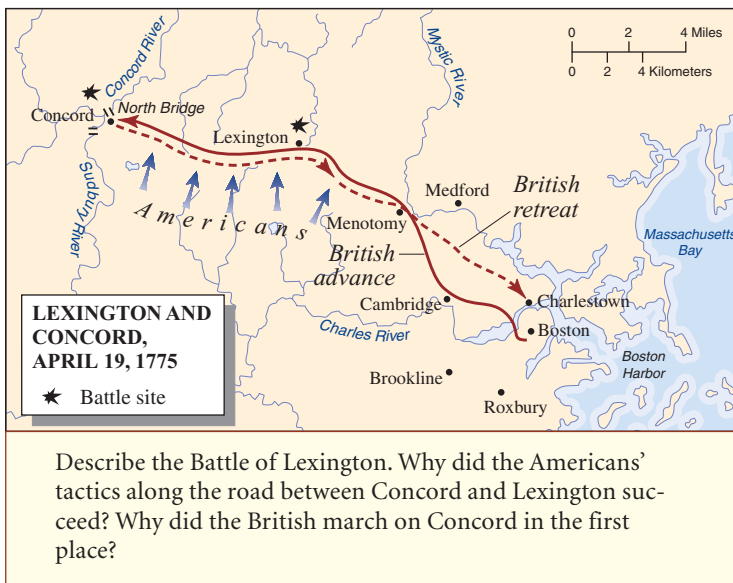 0 2 4 Miles
0 2 4 Kilometers
Concord River
Mystic River
North Bridge
Concord
Lexington
Sudbury River
Americans
Medford
British
retreat
Menotomy
Massachusetts
Bay
British
advance
Cambridge
Charlestown
Charles River
Boston
Boston
Harbor
Brookline
Roxbury
LEXINGTON AND
CONCORD,
APRIL 19, 1775
Battle site
Describe the Battle of Lexington. Why did the Americans’
tactics along the road between Concord and Lexington suc-
ceed? Why did the British march on Concord in the first
place?